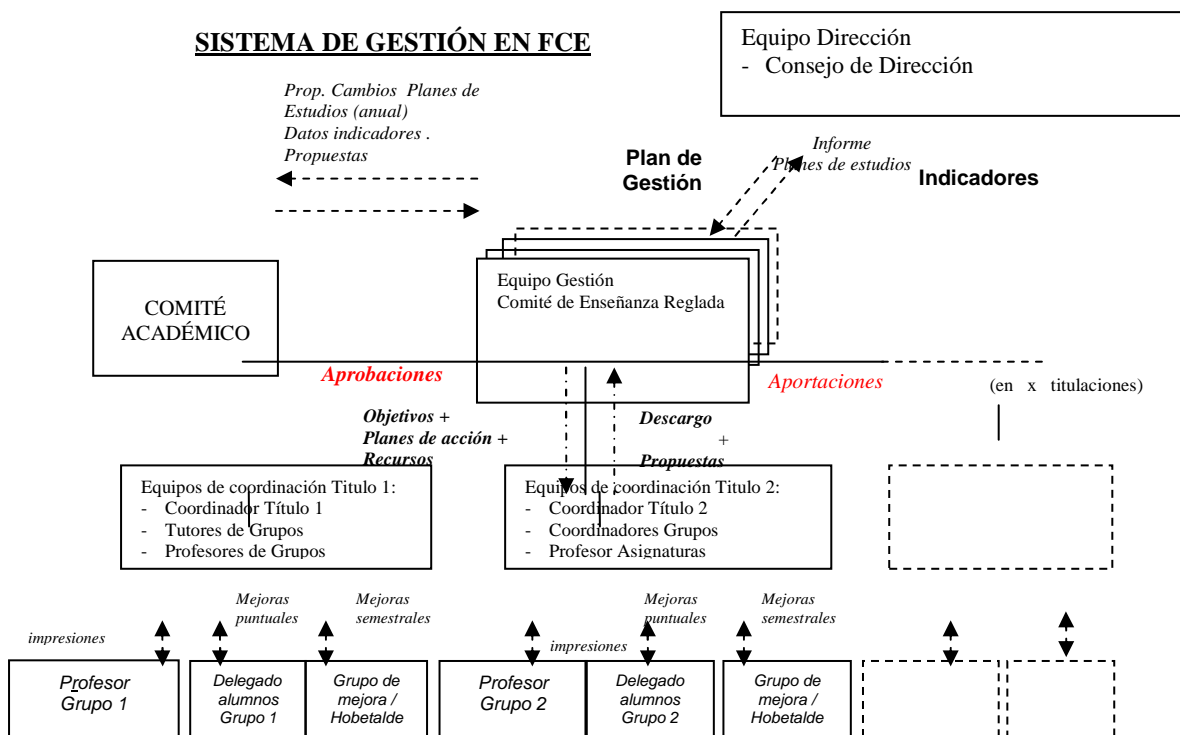 SISTEMA DE GESTIÓN EN FCE
Equipo Dirección
- Consejo de Dirección
Prop. Cambios Planes de
Estudios (anual)
Datos indicadores .
Propuestas
Plan de
Gestión
Informe
Planes de estudios
Indicadores
COMITÉ
ACADÉMICO
Equipo Gestión
Comité de Enseñanza Reglada
Aprobaciones
Aportaciones
(en x titulaciones)
Objetivos +
Planes de acción +
Recursos
Descargo
+
Propuestas
Equipos de coordinación Titulo 1:
- Coordinador Título 1
- Tutores de Grupos
- Profesores de Grupos
Equipos de coordinación Titulo 2:
- Coordinador Título 2
- Coordinadores Grupos
- Profesor Asignaturas
impresiones
Mejoras
puntuales
Mejoras
semestrales
impresiones
Mejoras
puntuales
Mejoras
semestrales
Profesor
Grupo 1
Delegado
alumnos
Grupo 1
Grupo de
mejora /
Hobetalde
Profesor
Grupo 2
Delegado
alumnos
Grupo 2
Grupo de
mejora /
Hobetalde